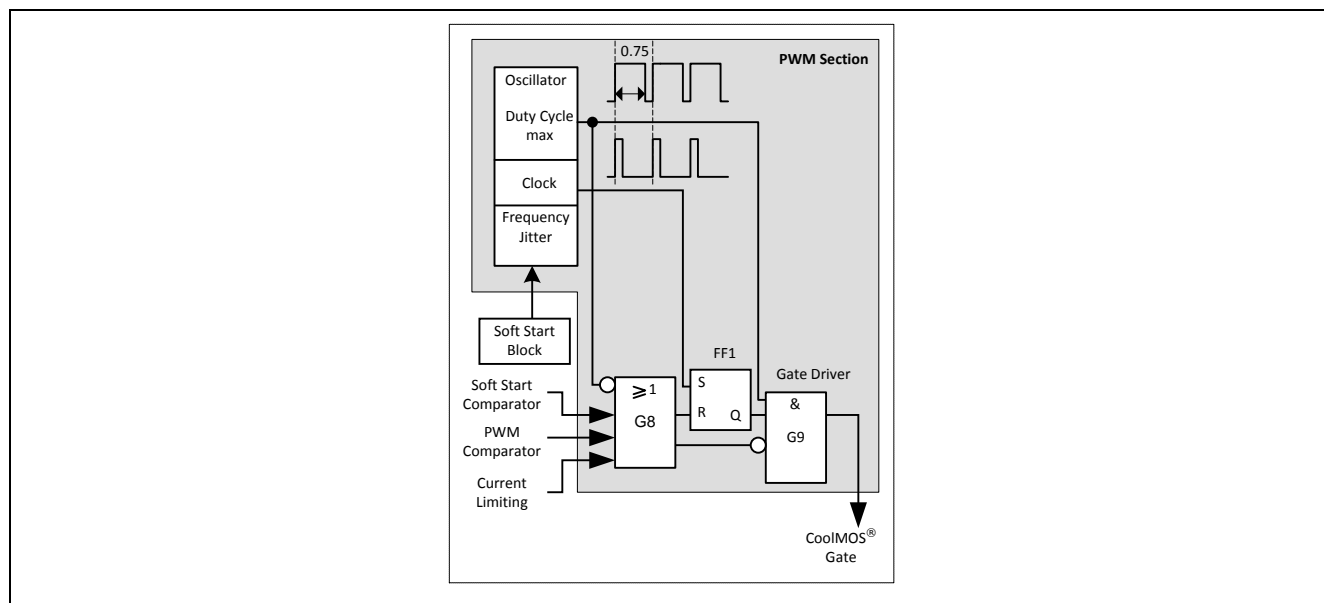 0.75
PWM Section
Oscillator
Duty Cycle
max
Clock
Frequency
Jitter
Soft Start
Block
FF1
Gate Driver
Soft Start
Comparator
PWM
Comparator
Current
Limiting
≥1
G8
S
R
Q
&
G9
CoolMOS®
Gate